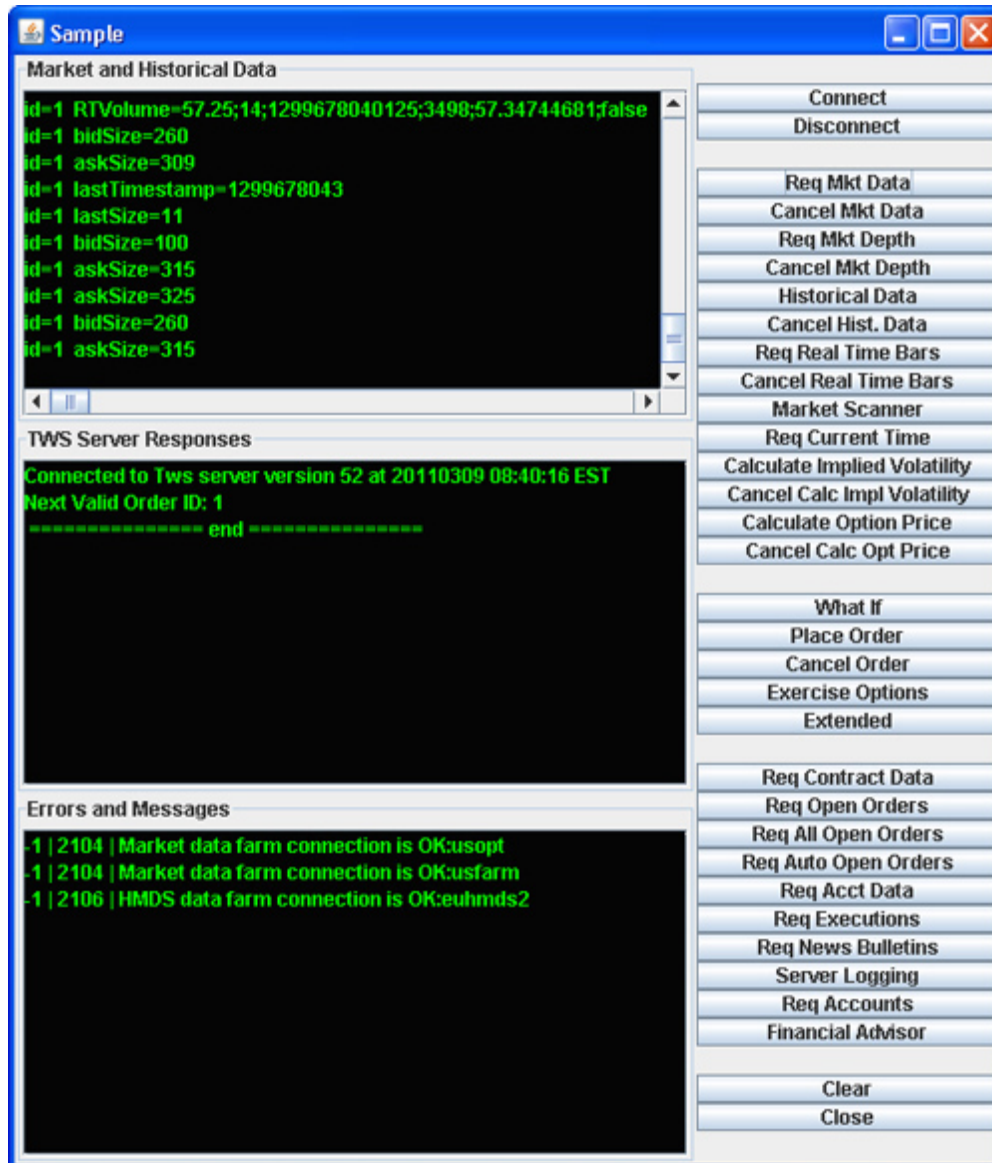 Sample
Market and Historical Data
id=1 RTVolume=57.25;14;1299678040125;3498;57.34744681;false
id=1 bidSize=260
id=1 askSize=309
id=1 lastTimestamp=1299678043
id=1 lastSize=11
id=1 bidSize=100
id=1 askSize=315
id=1 askSize=325
id=1 bidSize=260
id=1 askSize=315
TWS Server Responses
Connected to Tws server version 52 at 20110309 08:40:16 EST
Next Valid Order ID: 1
=============== end ===============
Errors and Messages
-1 | 2104 | Market data farm connection is OK:usopt
-1 | 2104 | Market data farm connection is OK:usfarm
-1 | 2106 | HMDS data farm connection is OK:euhmds2
Connect
Disconnect
Req Mkt Data
Cancel Mkt Data
Req Mkt Depth
Cancel Mkt Depth
Historical Data
Cancel Hist. Data
Req Real Time Bars
Cancel Real Time Bars
Market Scanner
Req Current Time
Calculate Implied Volatility
Cancel Calc Impl Volatility
Calculate Option Price
Cancel Calc Opt Price
What If
Place Order
Cancel Order
Exercise Options
Extended
Req Contract Data
Req Open Orders
Req All Open Orders
Req Auto Open Orders
Req Acct Data
Req Executions
Req News Bulletins
Server Logging
Req Accounts
Financial Advisor
Clear
Close